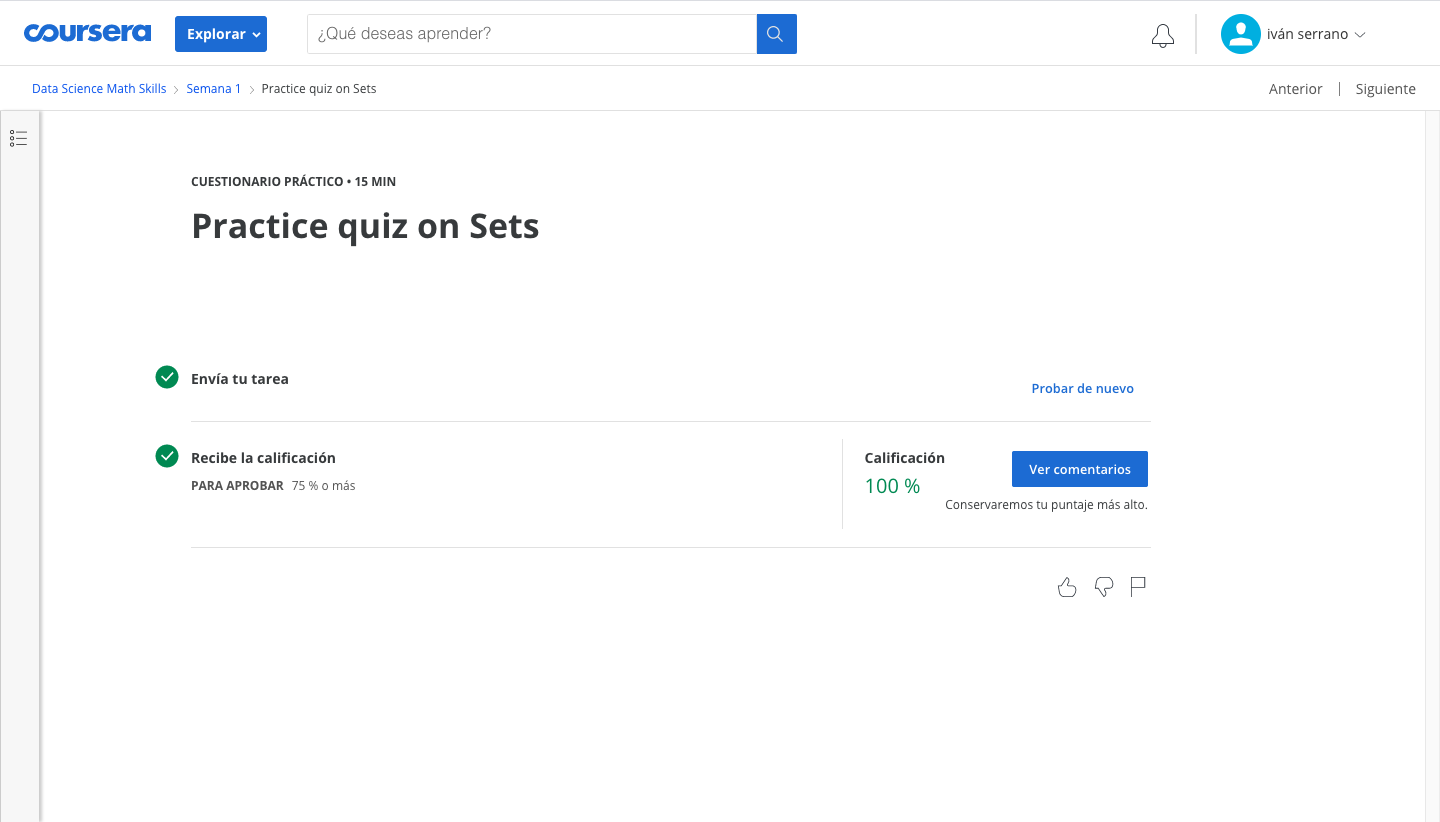 coursera Explorar ¿Qué deseas aprender? iván serrano
Data Science Math Skills Semana 1 Practice quiz on Sets Anterior | Siguiente
CUESTIONARIO PRÁCTICO • 15 MIN
Practice quiz on Sets
Envía tu tarea
Probar de nuevo
Recibe la calificación
PARA APROBAR 75 % o más
Calificación
100 %
Ver comentarios
Conservaremos tu puntaje más alto.